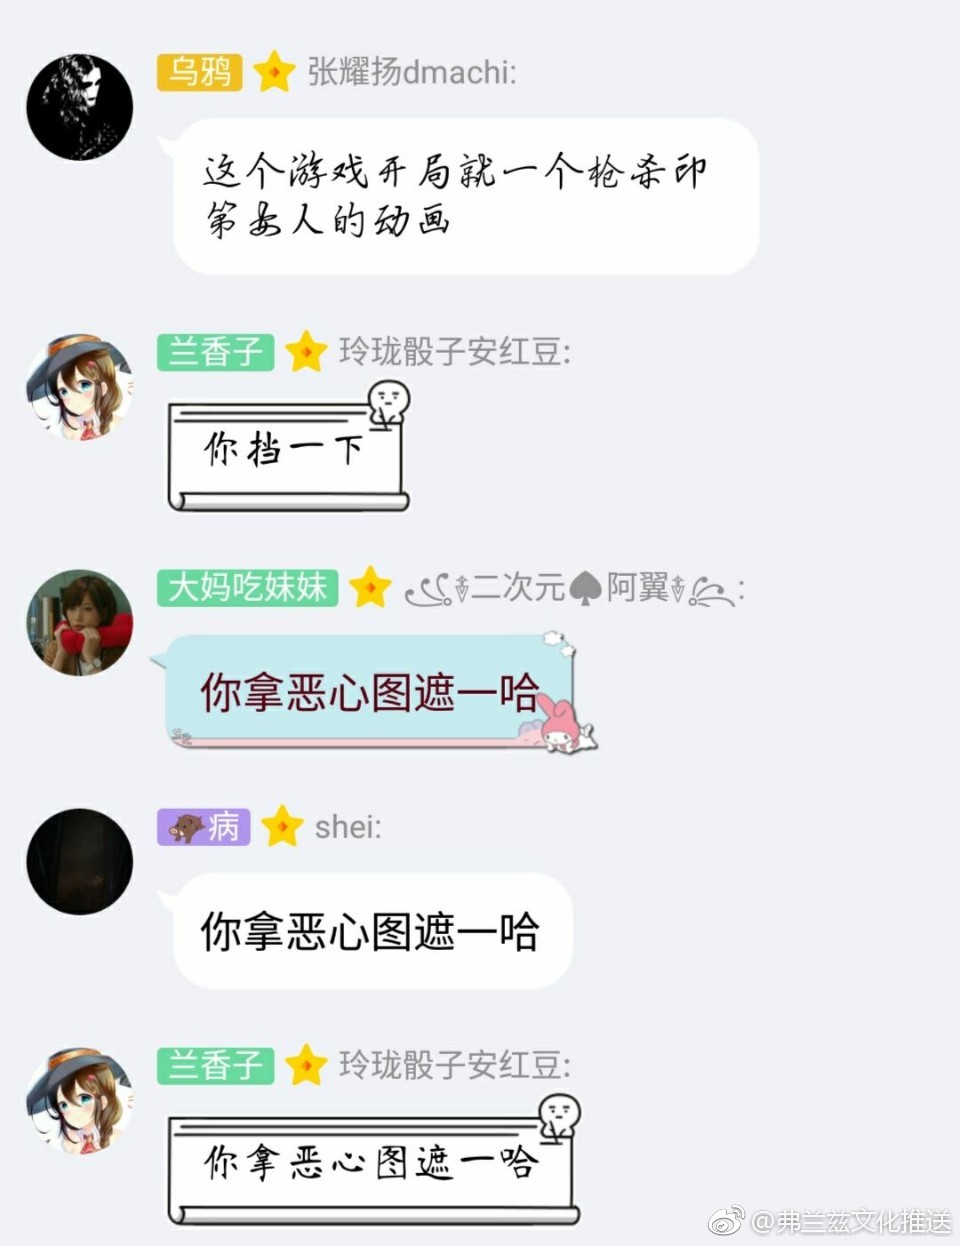 乌鸦 张耀扬dmachi:
这个游戏开局就一个枪杀印
第安人的动画
兰香子 玲珑骰子安红豆:
你挡一下
大妈吃妹妹 二次元♠阿翼:
你拿恶心图遮一哈
病 shei:
你拿恶心图遮一哈
兰香子 玲珑骰子安红豆:
你拿恶心图遮一哈
@弗兰兹文化推送